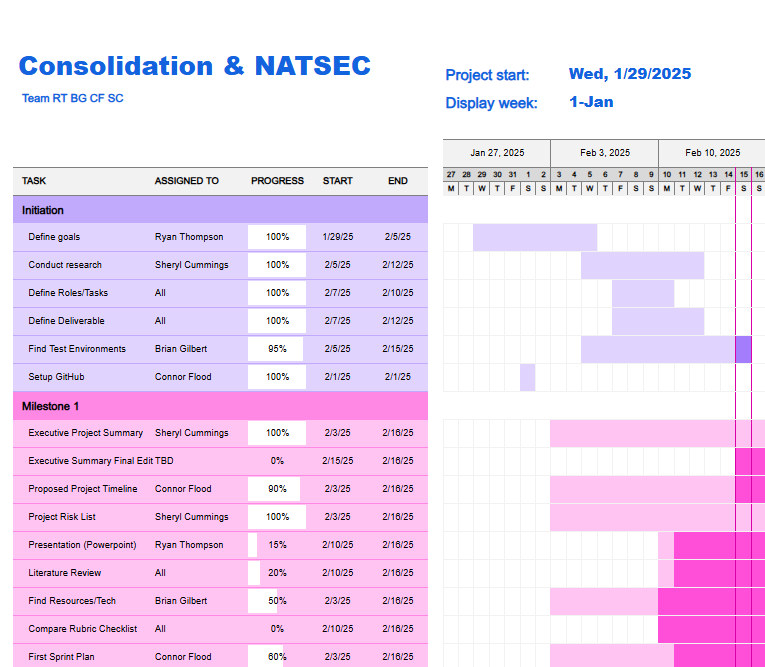 Consolidation & NATSEC
Team RT BG CF SC
Project start: Wed, 1/29/2025
Display week: 1-Jan
Jan 27, 2025 Feb 3, 2025 Feb 10, 2025
27 28 29 30 31 1 2 3 4 5 6 7 8 9 10 11 12 13 14 15 16
TASK ASSIGNED TO PROGRESS START END M T W T F S S M T W T F S S M T W T F S S
Initiation
Define goals Ryan Thompson 100% 1/29/25 2/5/25
Conduct research Sheryl Cummings 100% 2/5/25 2/12/25
Define Roles/Tasks All 100% 2/7/25 2/10/25
Define Deliverable All 100% 2/7/25 2/12/25
Find Test Environments Brian Gilbert 95% 2/5/25 2/15/25
Setup GitHub Connor Flood 100% 2/1/25 2/1/25
Milestone 1
Executive Project Summary Sheryl Cummings 100% 2/3/25 2/16/25
Executive Summary Final Edit TBD 0% 2/15/25 2/16/25
Proposed Project Timeline Connor Flood 90% 2/3/25 2/16/25
Project Risk List Sheryl Cummings 100% 2/3/25 2/16/25
Presentation (Powerpoint) Ryan Thompson 15% 2/10/25 2/16/25
Literature Review All 20% 2/10/25 2/16/25
Find Resources/Tech Brian Gilbert 50% 2/3/25 2/16/25
Compare Rubric Checklist All 0% 2/10/25 2/16/25
First Sprint Plan Connor Flood 60% 2/3/25 2/16/25